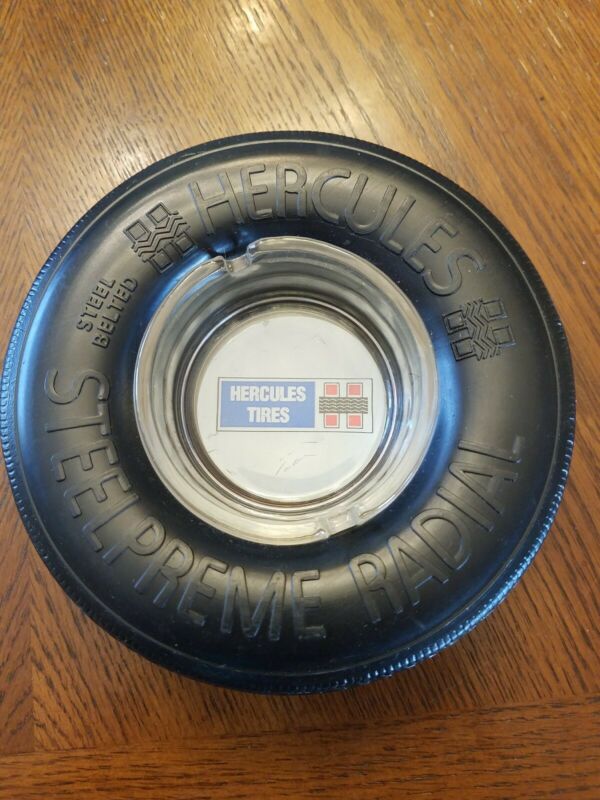 HERCULES
STEEL
BELTED
STEELPREME RADIAL
HERCULES
TIRES